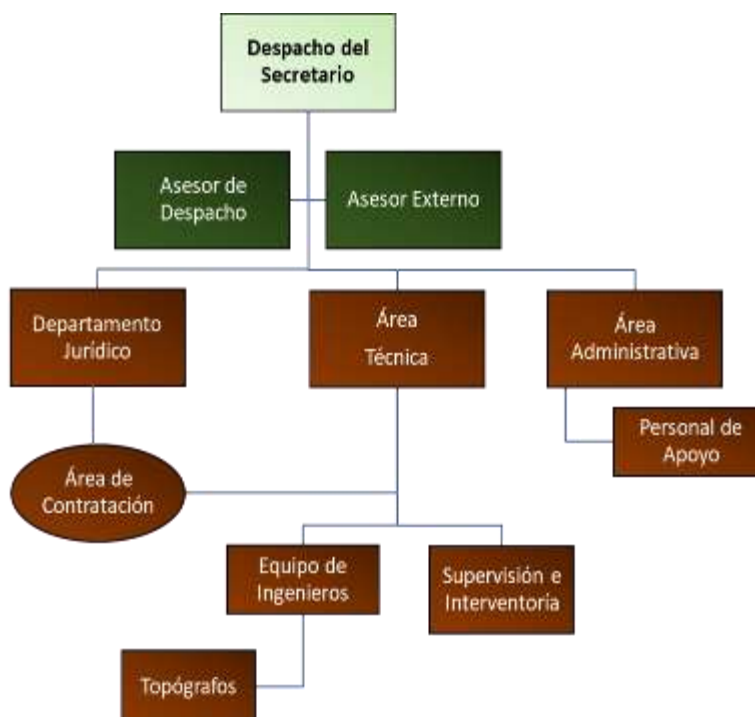 Despacho del
Secretario
Asesor de
Despacho
Asesor Externo
Departamento
Jurídico
Área
Técnica
Área
Administrativa
Personal de
Apoyo
Área de
Contratación
Equipo de
Ingenieros
Supervisión e
Interventoría
Topógrafos